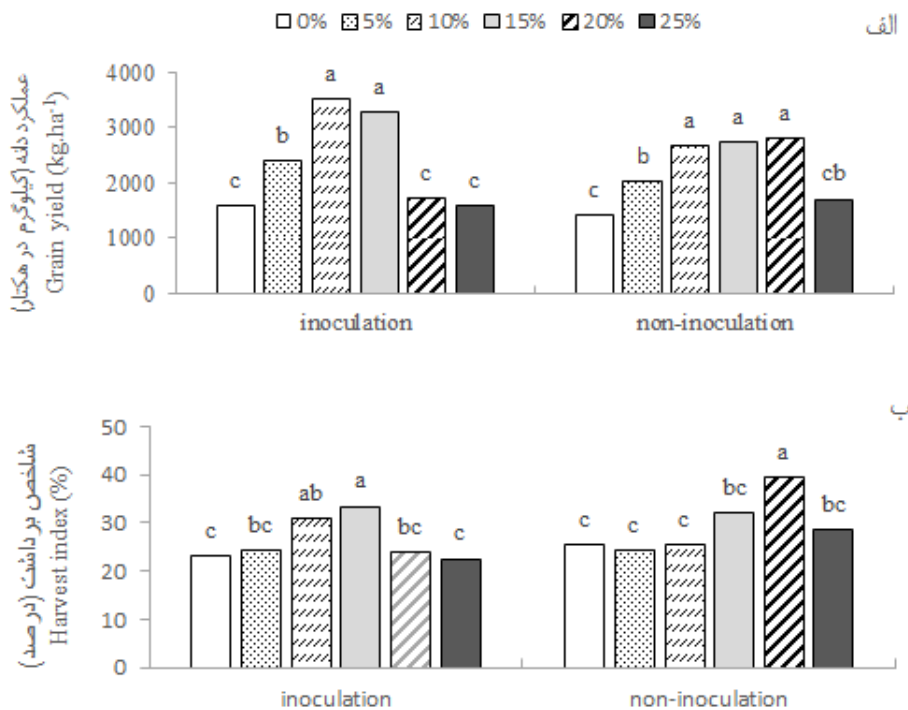 0% 5% 10% 15% 20% 25%
الف
عملکرد دانه (کیلوگرم در هکتار)
Grain yield (kg.ha⁻¹)
4000
3000
2000
1000
0
c b a a c c
c b a a a cb
inoculation non-inoculation
ب
شاخص برداشت (درصد)
Harvest index (%)
50
40
30
20
10
0
c bc ab a bc c
c c c bc a bc
inoculation non-inoculation